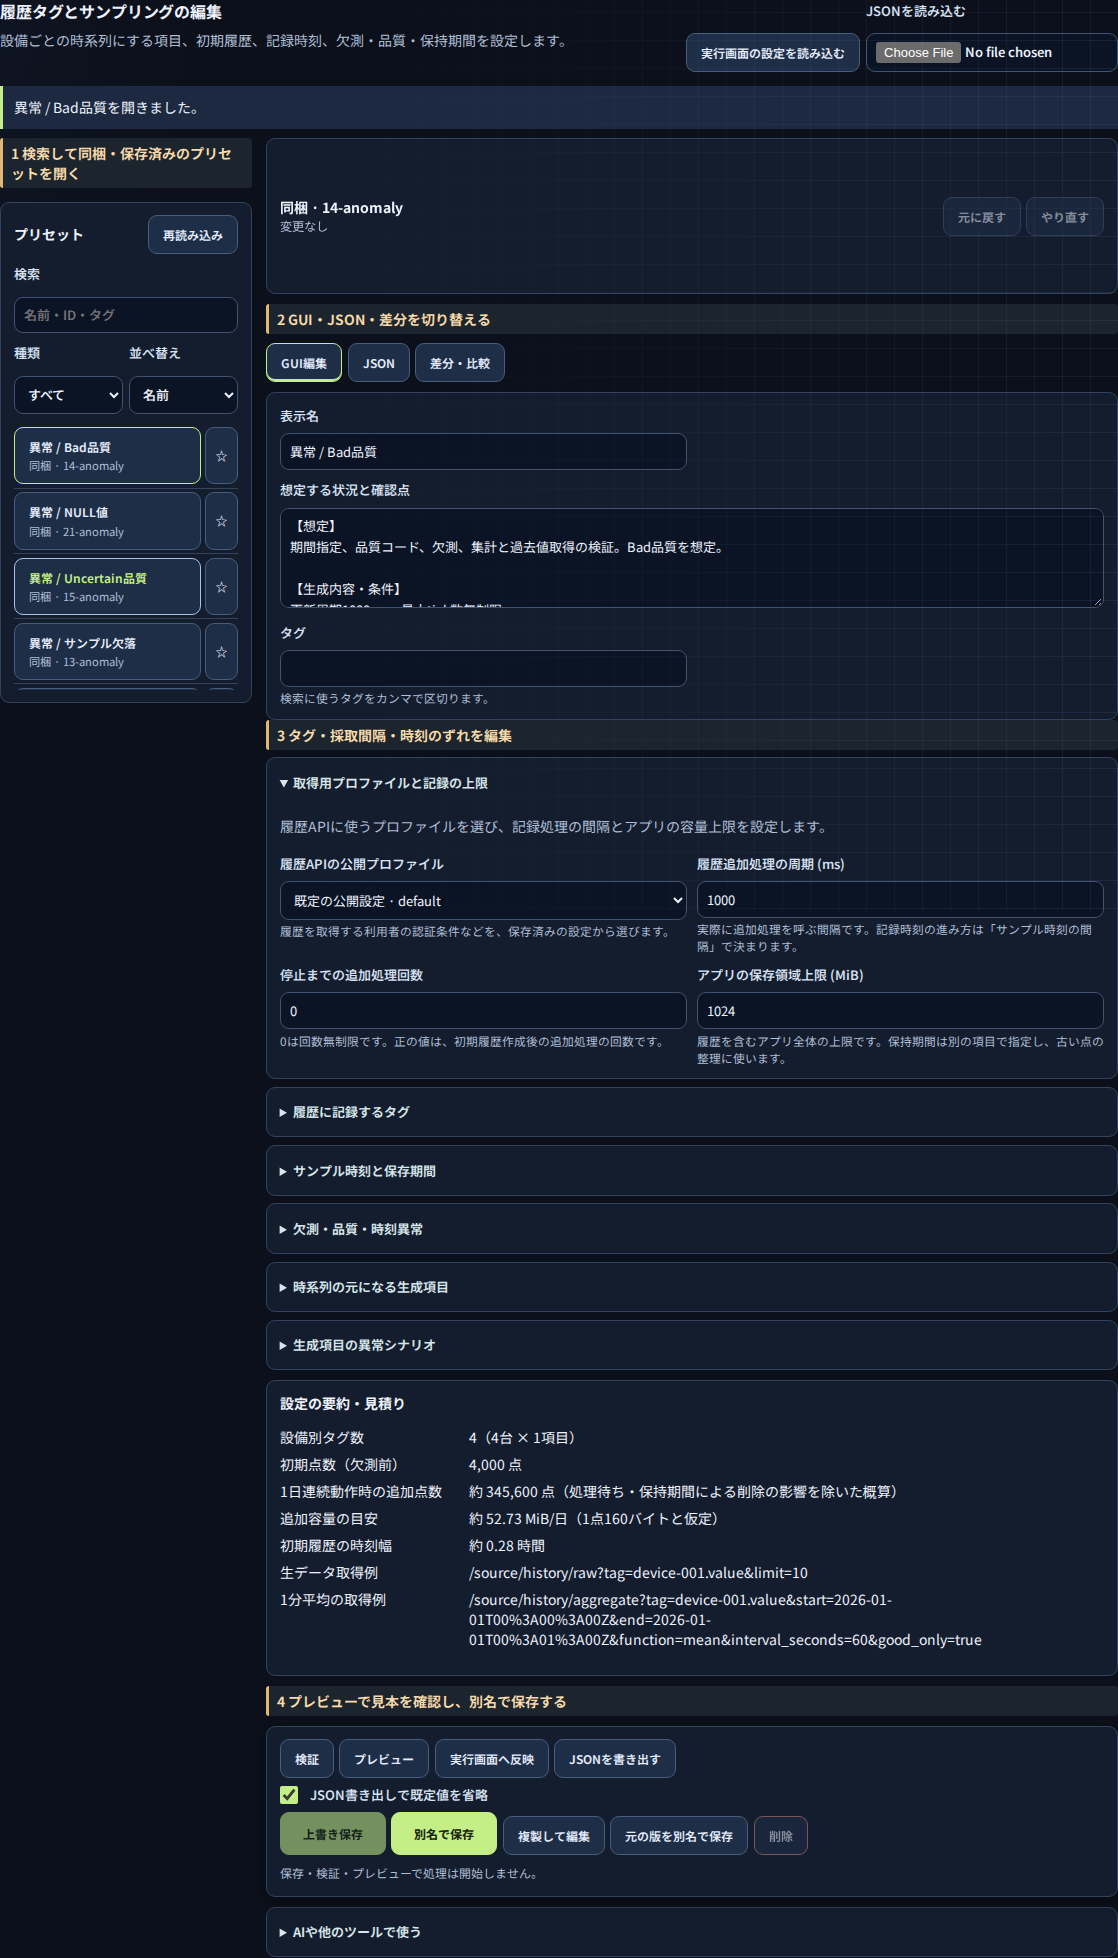 履歴タグとサンプリングの編集
設備ごとの時系列にする項目、初期履歴、記録時刻、欠測・品質・保持期間を設定します。
実行画面の設定を読み込む
JSONを読み込む
Choose File No file chosen
異常 / Bad品質を開きました。
1 検索して同梱・保存済みのプリセ
ットを開く
プリセット
再読み込み
検索
名前・ID・タグ
種類
並べ替え
すべて
名前
異常 / Bad品質
同梱 · 14-anomaly
☆
異常 / NULL値
同梱 · 21-anomaly
☆
異常 / Uncertain品質
同梱 · 15-anomaly
☆
異常 / サンプル欠落
同梱 · 13-anomaly
☆
同梱 · 14-anomaly
変更なし
元に戻す
やり直す
2 GUI・JSON・差分を切り替える
GUI編集
JSON
差分・比較
表示名
異常 / Bad品質
想定する状況と確認点
【想定】
期間指定、品質コード、欠測、集計と過去値取得の検証。Bad品質を想定。
【生成内容・条件】
タグ
検索に使うタグをカンマで区切ります。
3 タグ・採取間隔・時刻のずれを編集
▼ 取得用プロファイルと記録の上限
履歴APIに使うプロファイルを選び、記録処理の間隔とアプリの容量上限を設定します。
履歴APIの公開プロファイル
既定の公開設定 · default
履歴を取得する利用者の認証条件などを、保存済みの設定から選びます。
履歴追加処理の周期 (ms)
1000
実際に追加処理を呼ぶ間隔です。記録時刻の進み方は「サンプル時刻の間
隔」で決まります。
停止までの追加処理回数
0
0は回数無制限です。正の値は、初期履歴作成後の追加処理の回数です。
アプリの保存領域上限 (MiB)
1024
履歴を含むアプリ全体の上限です。保持期間は別の項目で指定し、古い点の
整理に使います。
▶ 履歴に記録するタグ
▶ サンプル時刻と保存期間
▶ 欠測・品質・時刻異常
▶ 時系列の元になる生成項目
▶ 生成項目の異常シナリオ
設定の要約・見積り
設備別タグ数 4（4台 × 1項目）
初期点数（欠測前） 4,000 点
1日連続動作時の追加点数 約 345,600 点（処理待ち・保持期間による削除の影響を除いた概算）
追加容量の目安 約 52.73 MiB/日（1点160バイトと仮定）
初期履歴の時刻幅 約 0.28 時間
生データ取得例 /source/history/raw?tag=device-001.value&limit=10
1分平均の取得例 /source/history/aggregate?tag=device-001.value&start=2026-01-
01T00%3A00%3A00Z&end=2026-01-
01T00%3A01%3A00Z&function=mean&interval_seconds=60&good_only=true
4 プレビューで見本を確認し、別名で保存する
検証
プレビュー
実行画面へ反映
JSONを書き出す
JSON書き出しで既定値を省略
上書き保存
別名で保存
複製して編集
元の版を別名で保存
削除
保存・検証・プレビューで処理は開始しません。
▶ AIや他のツールで使う